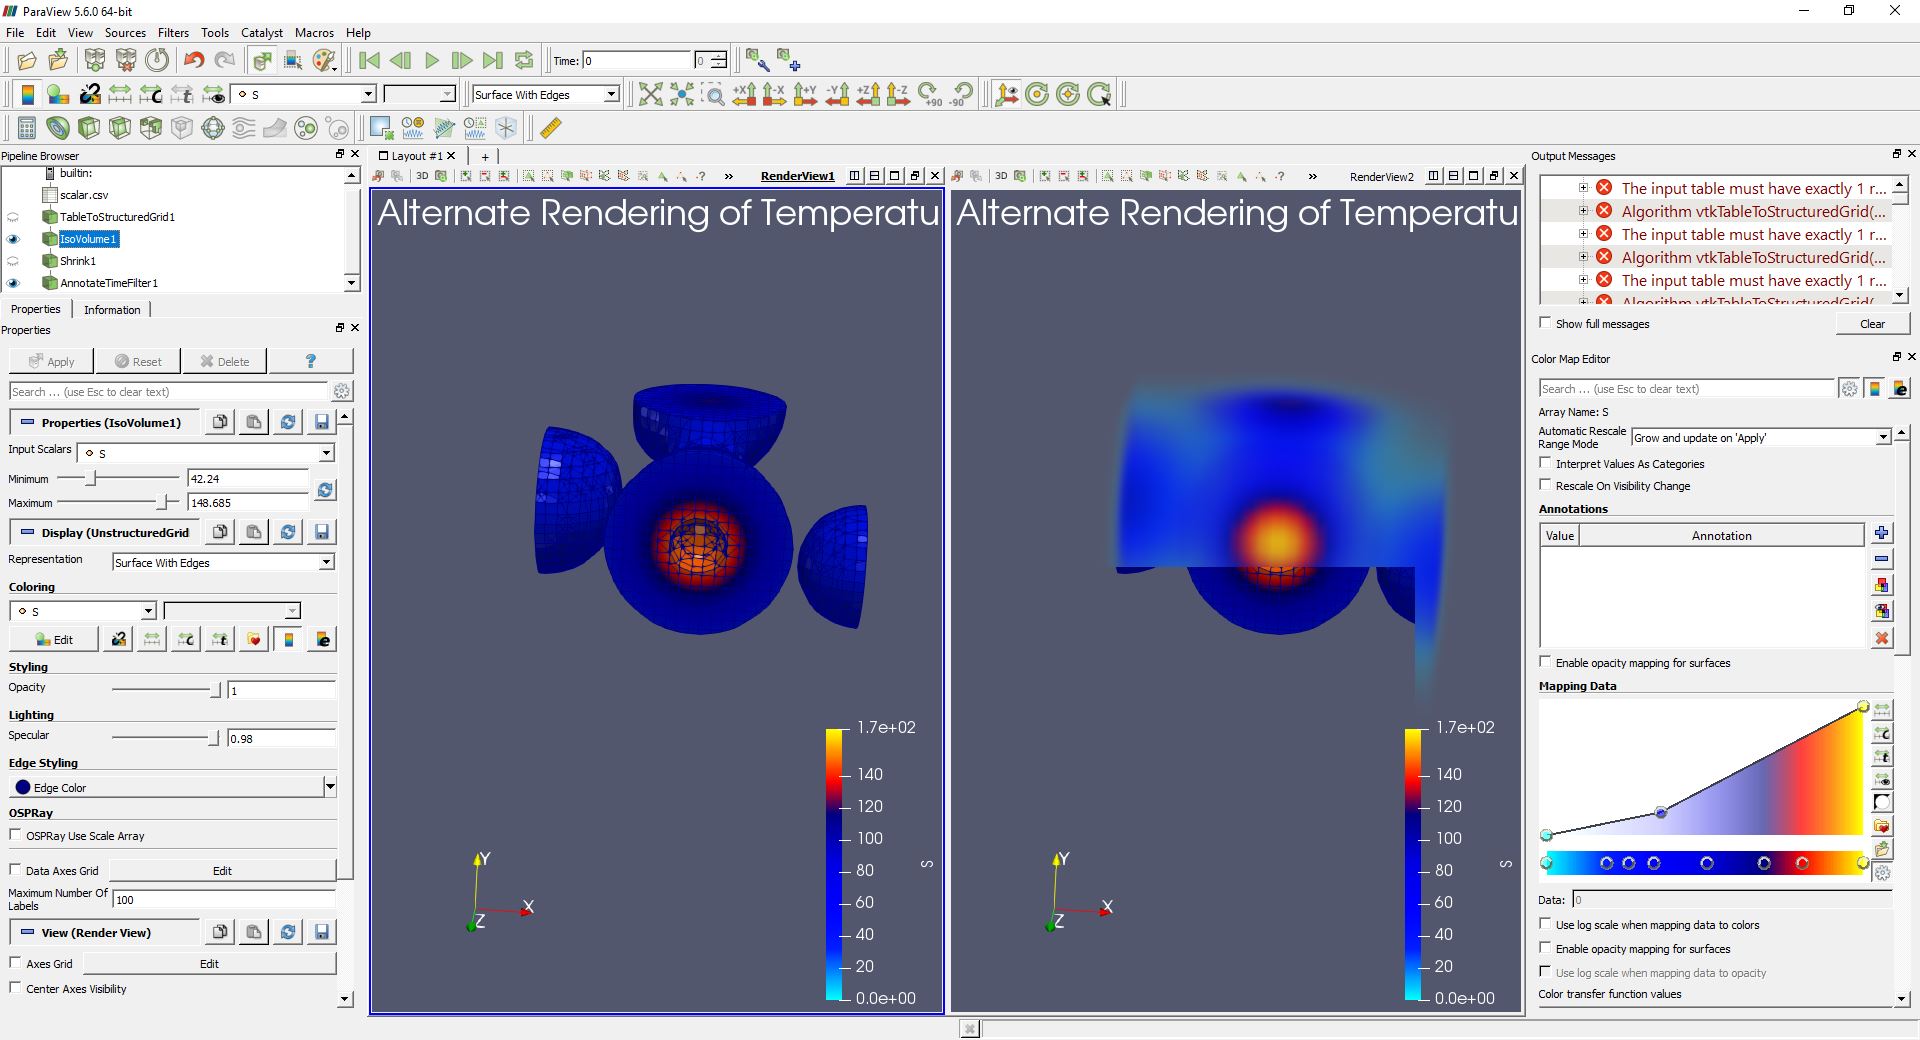 ParaView 5.6.0 64-bit
File Edit View Sources Filters Tools Catalyst Macros Help
Time: 0 0
S Surface With Edges +X -X +Y -Y +Z -Z +90 -90
Pipeline Browser
builtin:
scalar.csv
TableToStructuredGrid1
IsoVolume1
Shrink1
AnnotateTimeFilter1
Properties Information
Properties
Apply Reset Delete ?
Search ... (use Esc to clear text)
Properties (IsoVolume1)
Input Scalars S
Minimum 42.24
Maximum 148.685
Display (UnstructuredGrid
Representation Surface With Edges
Coloring
S
Edit
Styling
Opacity 1
Lighting
Specular 0.98
Edge Styling
Edge Color
OSPRay
OSPRay Use Scale Array
Data Axes Grid Edit
Maximum Number Of
Labels 100
View (Render View)
Axes Grid Edit
Center Axes Visibility
Layout #1 +
3D ? » RenderView1
Alternate Rendering of Temperatu
1.7e+02
140
120
100
80
60
40
20
0.0e+00
S
Y
X
Z
3D ? » RenderView2
Alternate Rendering of Temperatu
1.7e+02
140
120
100
80
60
40
20
0.0e+00
S
Y
X
Z
Output Messages
The input table must have exactly 1 r...
Algorithm vtkTableToStructuredGrid(...
The input table must have exactly 1 r...
Algorithm vtkTableToStructuredGrid(...
The input table must have exactly 1 r...
Algorithm vtkTableToStructuredGrid(
Show full messages Clear
Color Map Editor
Search ... (use Esc to clear text)
Array Name: S
Automatic Rescale
Range Mode Grow and update on 'Apply'
Interpret Values As Categories
Rescale On Visibility Change
Annotations
Value Annotation
Enable opacity mapping for surfaces
Mapping Data
Data: 0
Use log scale when mapping data to colors
Enable opacity mapping for surfaces
Use log scale when mapping data to opacity
Color transfer function values